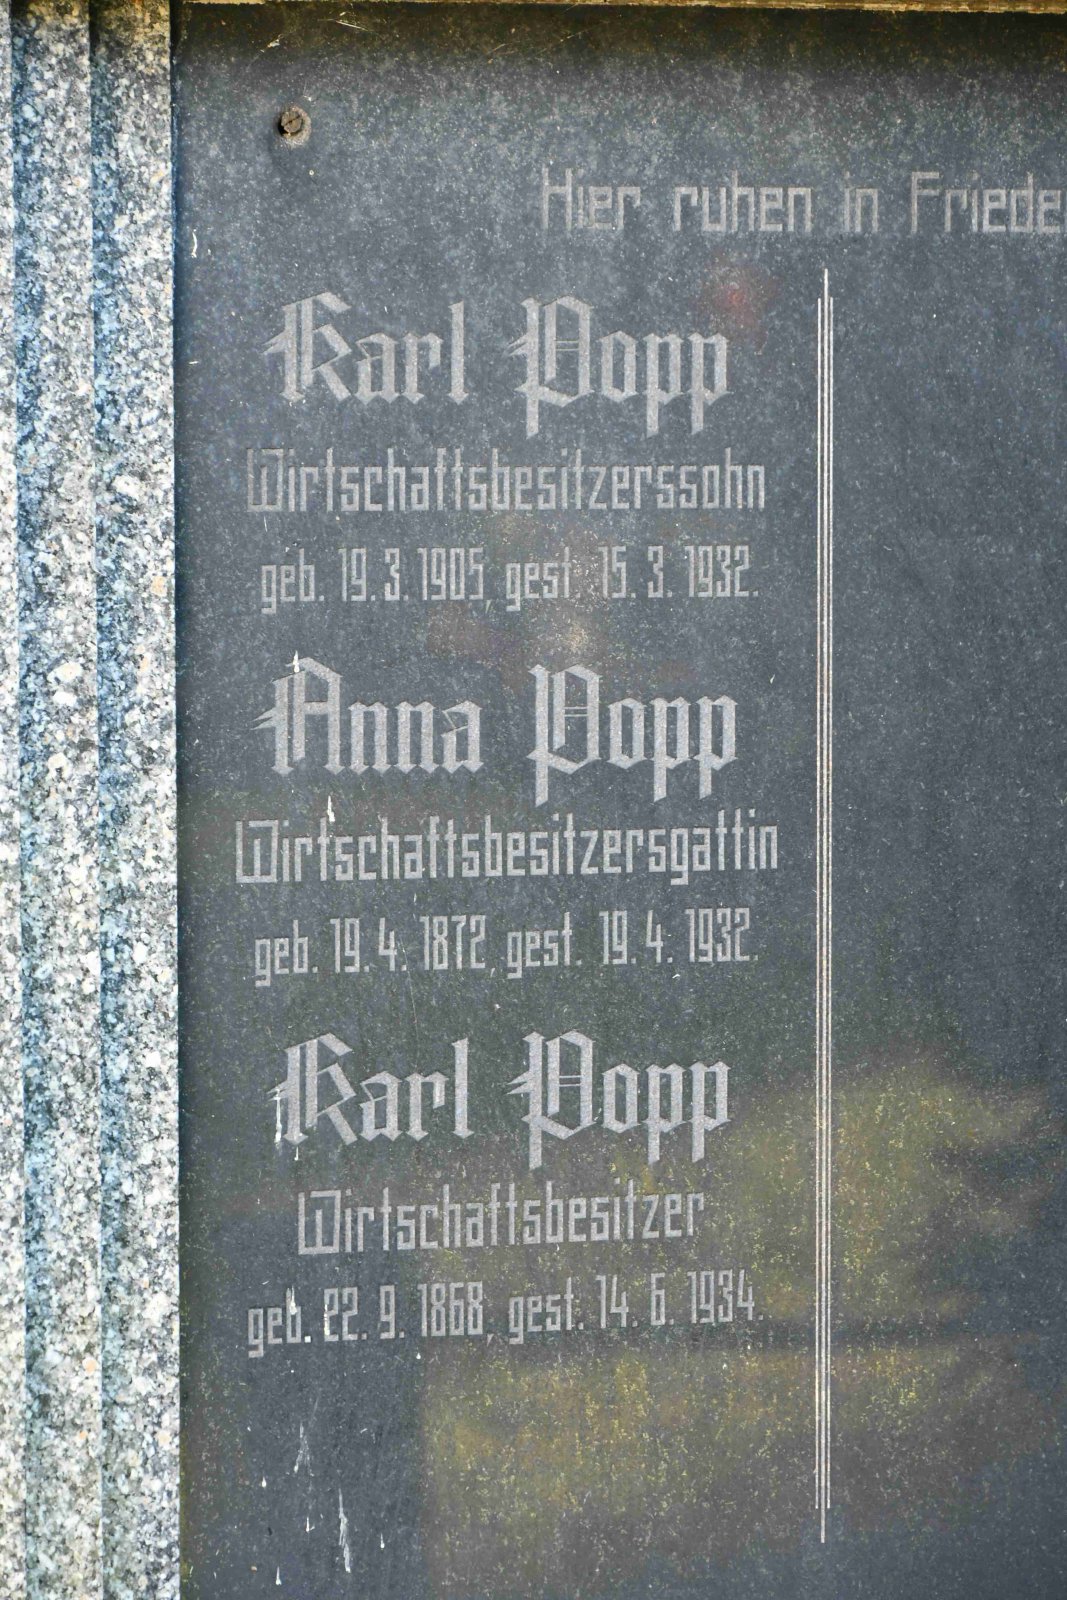 Hier ruhen in Friede
Karl Popp
Wirtschaftsbesitzerssohn
geb. 19. 3. 1905, gest. 15. 3. 1932.
Anna Popp
Wirtschaftsbesitzersgattin
geb. 19. 4. 1872, gest. 19. 4. 1932.
Karl Popp
Wirtschaftsbesitzer
geb. 22. 9. 1868, gest. 14. 6. 1934.